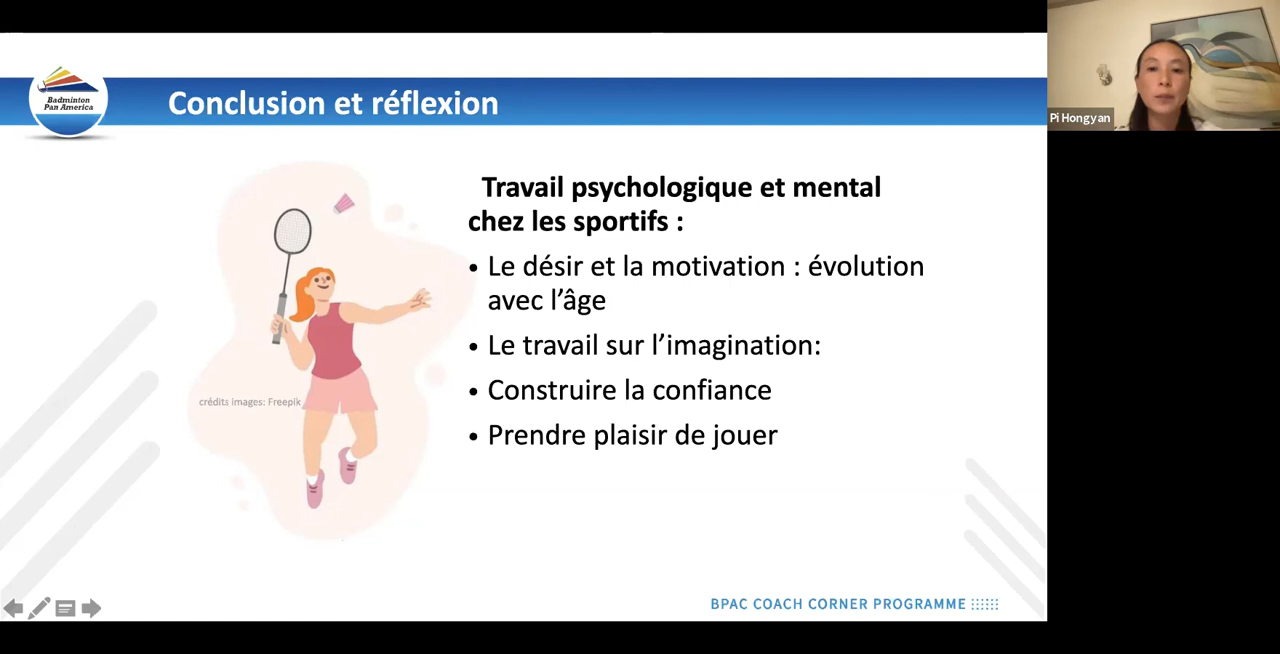 Badminton
Pan America
Conclusion et réflexion
Pi Hongyan
Travail psychologique et mental
chez les sportifs :
• Le désir et la motivation : évolution
avec l’âge
• Le travail sur l’imagination:
• Construire la confiance
• Prendre plaisir de jouer
crédits images: Freepik
BPAC COACH CORNER PROGRAMME